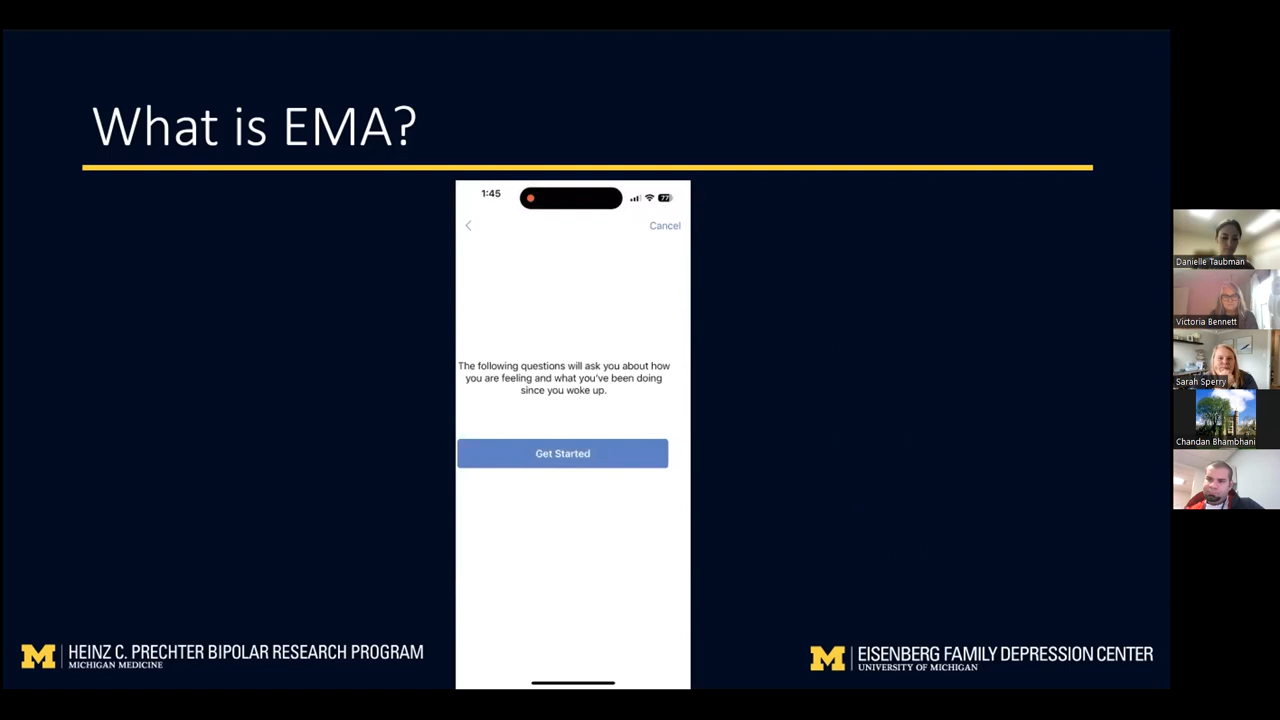 What is EMA?
1:45
77
Cancel
The following questions will ask you about how
you are feeling and what you've been doing
since you woke up.
Get Started
Danielle Taubman
Victoria Bennett
Sarah Sperry
Chandan Bhambhani
M HEINZ C. PRECHTER BIPOLAR RESEARCH PROGRAM
MICHIGAN MEDICINE
M EISENBERG FAMILY DEPRESSION CENTER
UNIVERSITY OF MICHIGAN